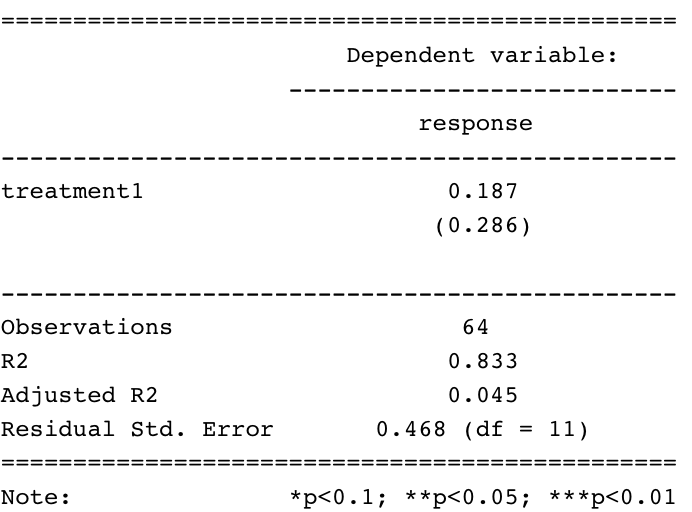 ===============================================
Dependent variable:
---------------------------
response
-----------------------------------------------
treatment1 0.187
(0.286)
-----------------------------------------------
Observations 64
R2 0.833
Adjusted R2 0.045
Residual Std. Error 0.468 (df = 11)
===============================================
Note: *p<0.1; **p<0.05; ***p<0.01